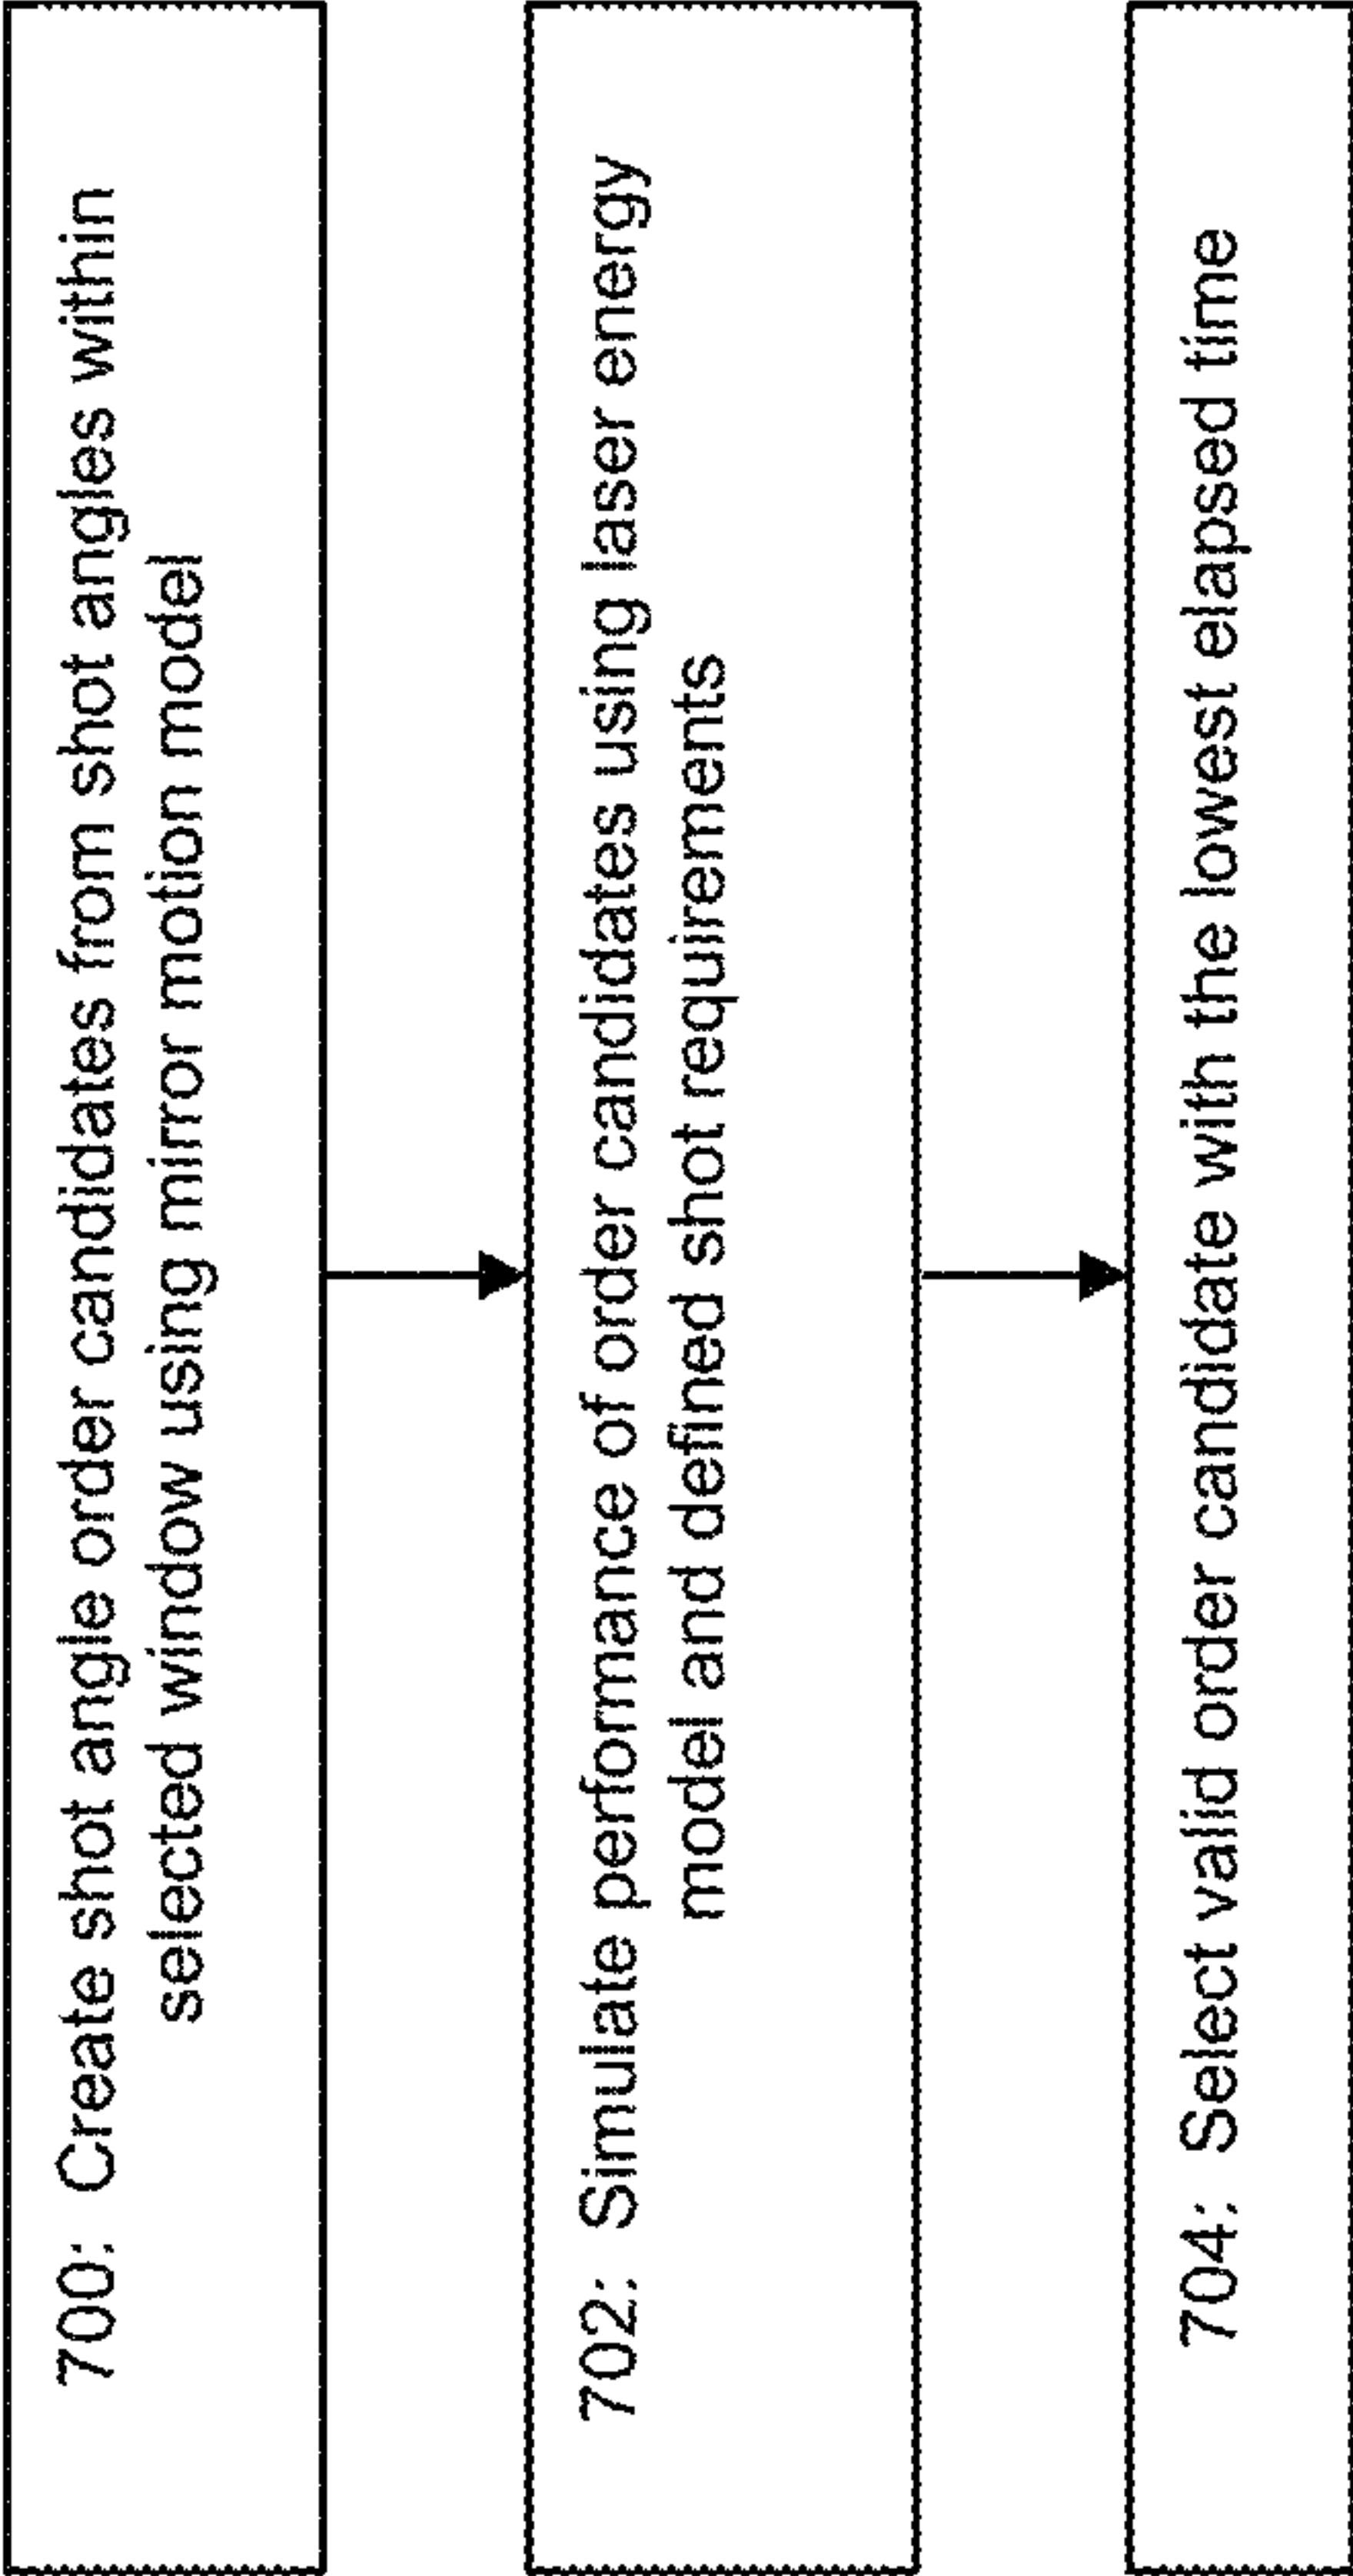 700: Create shot angle order candidates from shot angles within
selected window using mirror motion model
702: Simulate performance of order candidates using laser energy
model and defined shot requirements
704: Select valid order candidate with the lowest elapsed time